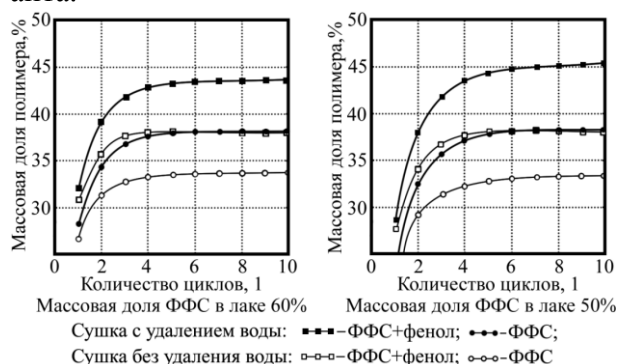 анта.
50
45
40
35
30
Массовая доля полимера,%
0 2 4 6 8 10
Количество циклов, 1
Массовая доля ФФС в лаке 60%
50
45
40
35
30
Массовая доля полимера,%
0 2 4 6 8 10
Количество циклов, 1
Массовая доля ФФС в лаке 50%
Сушка с удалением воды: –ФФС+фенол; –ФФС;
Сушка без удаления воды: –ФФС+фенол; –ФФС